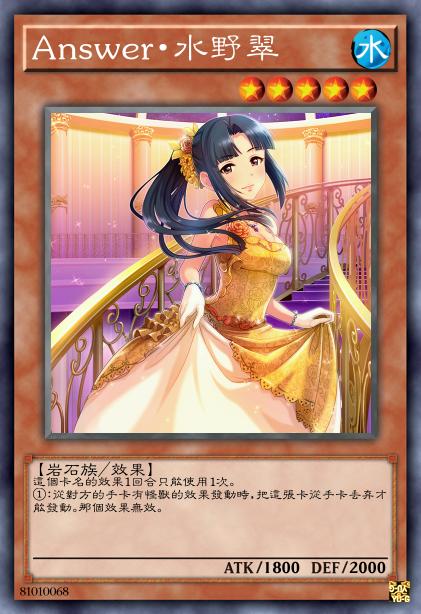 Answer・水野翠
水
【岩石族／效果】
這個卡名的效果1回合只能使用1次。
①：從對方的手卡有怪獸的效果發動時，把這張卡從手卡丟弃才
能發動。那個效果無效。
ATK/1800 DEF/2000
81010068